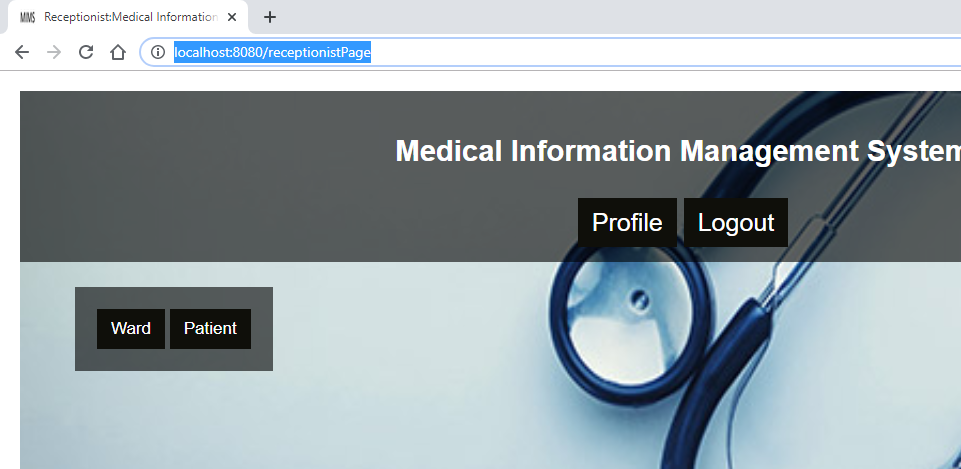 MIMS Receptionist:Medical Information
localhost:8080/receptionistPage
Medical Information Management System
Profile Logout
Ward Patient